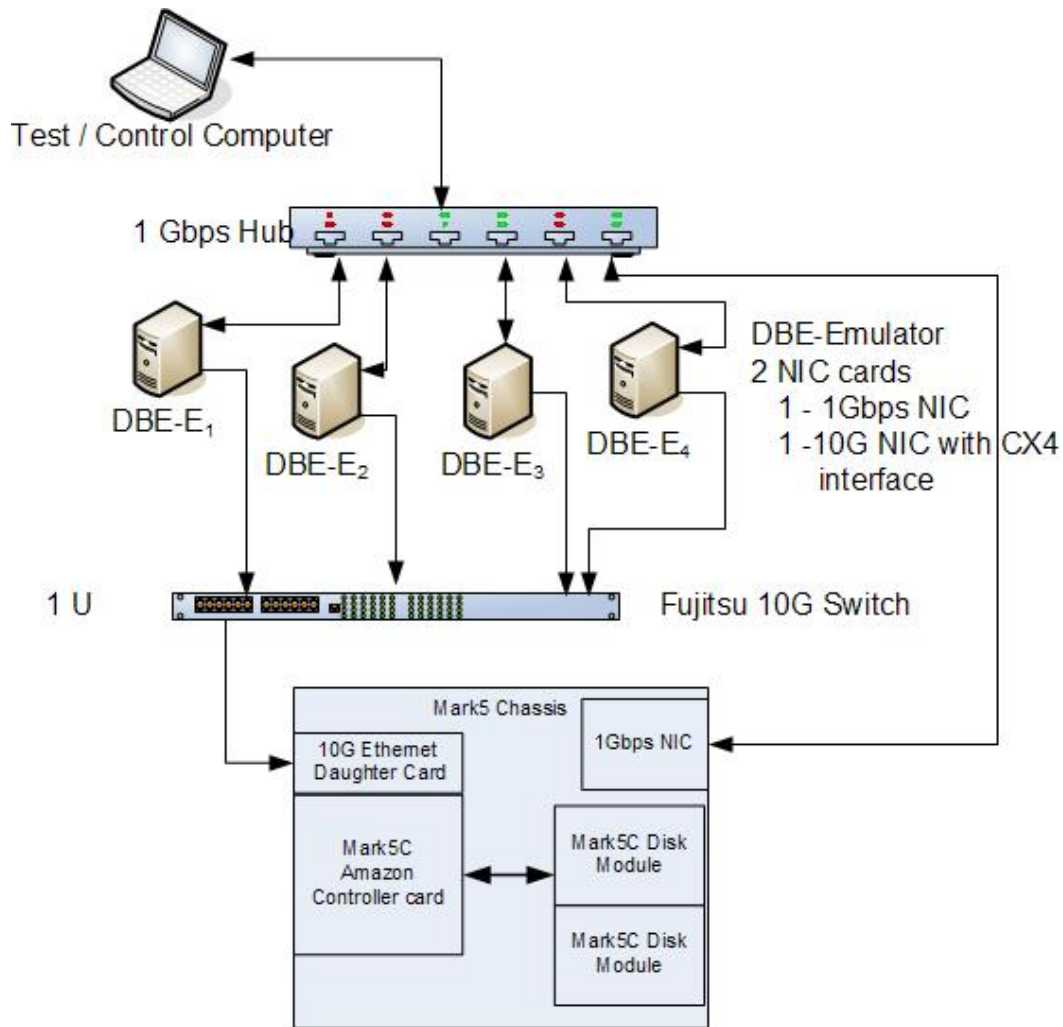 Test / Control Computer
1 Gbps Hub
DBE-E₁
DBE-E₂
DBE-E₃
DBE-E₄
DBE-Emulator
2 NIC cards
1 - 1Gbps NIC
1 -10G NIC with CX4
interface
1 U
Fujitsu 10G Switch
Mark5 Chassis
1Gbps NIC
10G Ethernet
Daughter Card
Mark5C
Amazon
Controller card
Mark5C Disk
Module
Mark5C Disk
Module